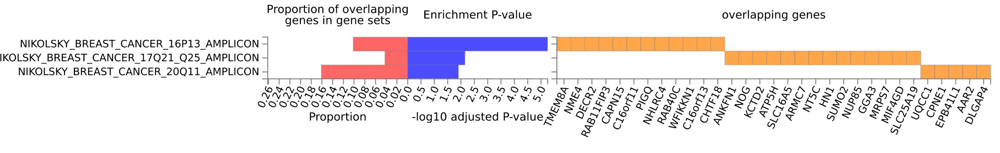 Proportion of overlapping
genes in gene sets
Enrichment P-value
overlapping genes
NIKOLSKY_BREAST_CANCER_16P13_AMPLICON
IKOLSKY_BREAST_CANCER_17Q21_Q25_AMPLICON
NIKOLSKY_BREAST_CANCER_20Q11_AMPLICON
0.26
0.24
0.22
0.20
0.18
0.16
0.14
0.12
0.10
0.08
0.06
0.04
0.02
0.0
0.5
1.0
1.5
2.0
2.5
3.0
3.5
4.0
4.5
5.0
TMEM8A
NME4
DECR2
RAB11FIP3
CAPN15
C16orf11
PIGQ
NHLRC4
RAB40C
WFIKKN1
C16orf13
CHTF18
ANKFN1
NOG
KCTD2
ATP5H
SLC16A5
ARMC7
NT5C
HN1
SUMO2
NUP85
GGA3
MRPS7
MIF4GD
SLC25A19
UQCC1
CPNE1
EPB41L1
AAR2
DLGAP4
Proportion
-log10 adjusted P-value